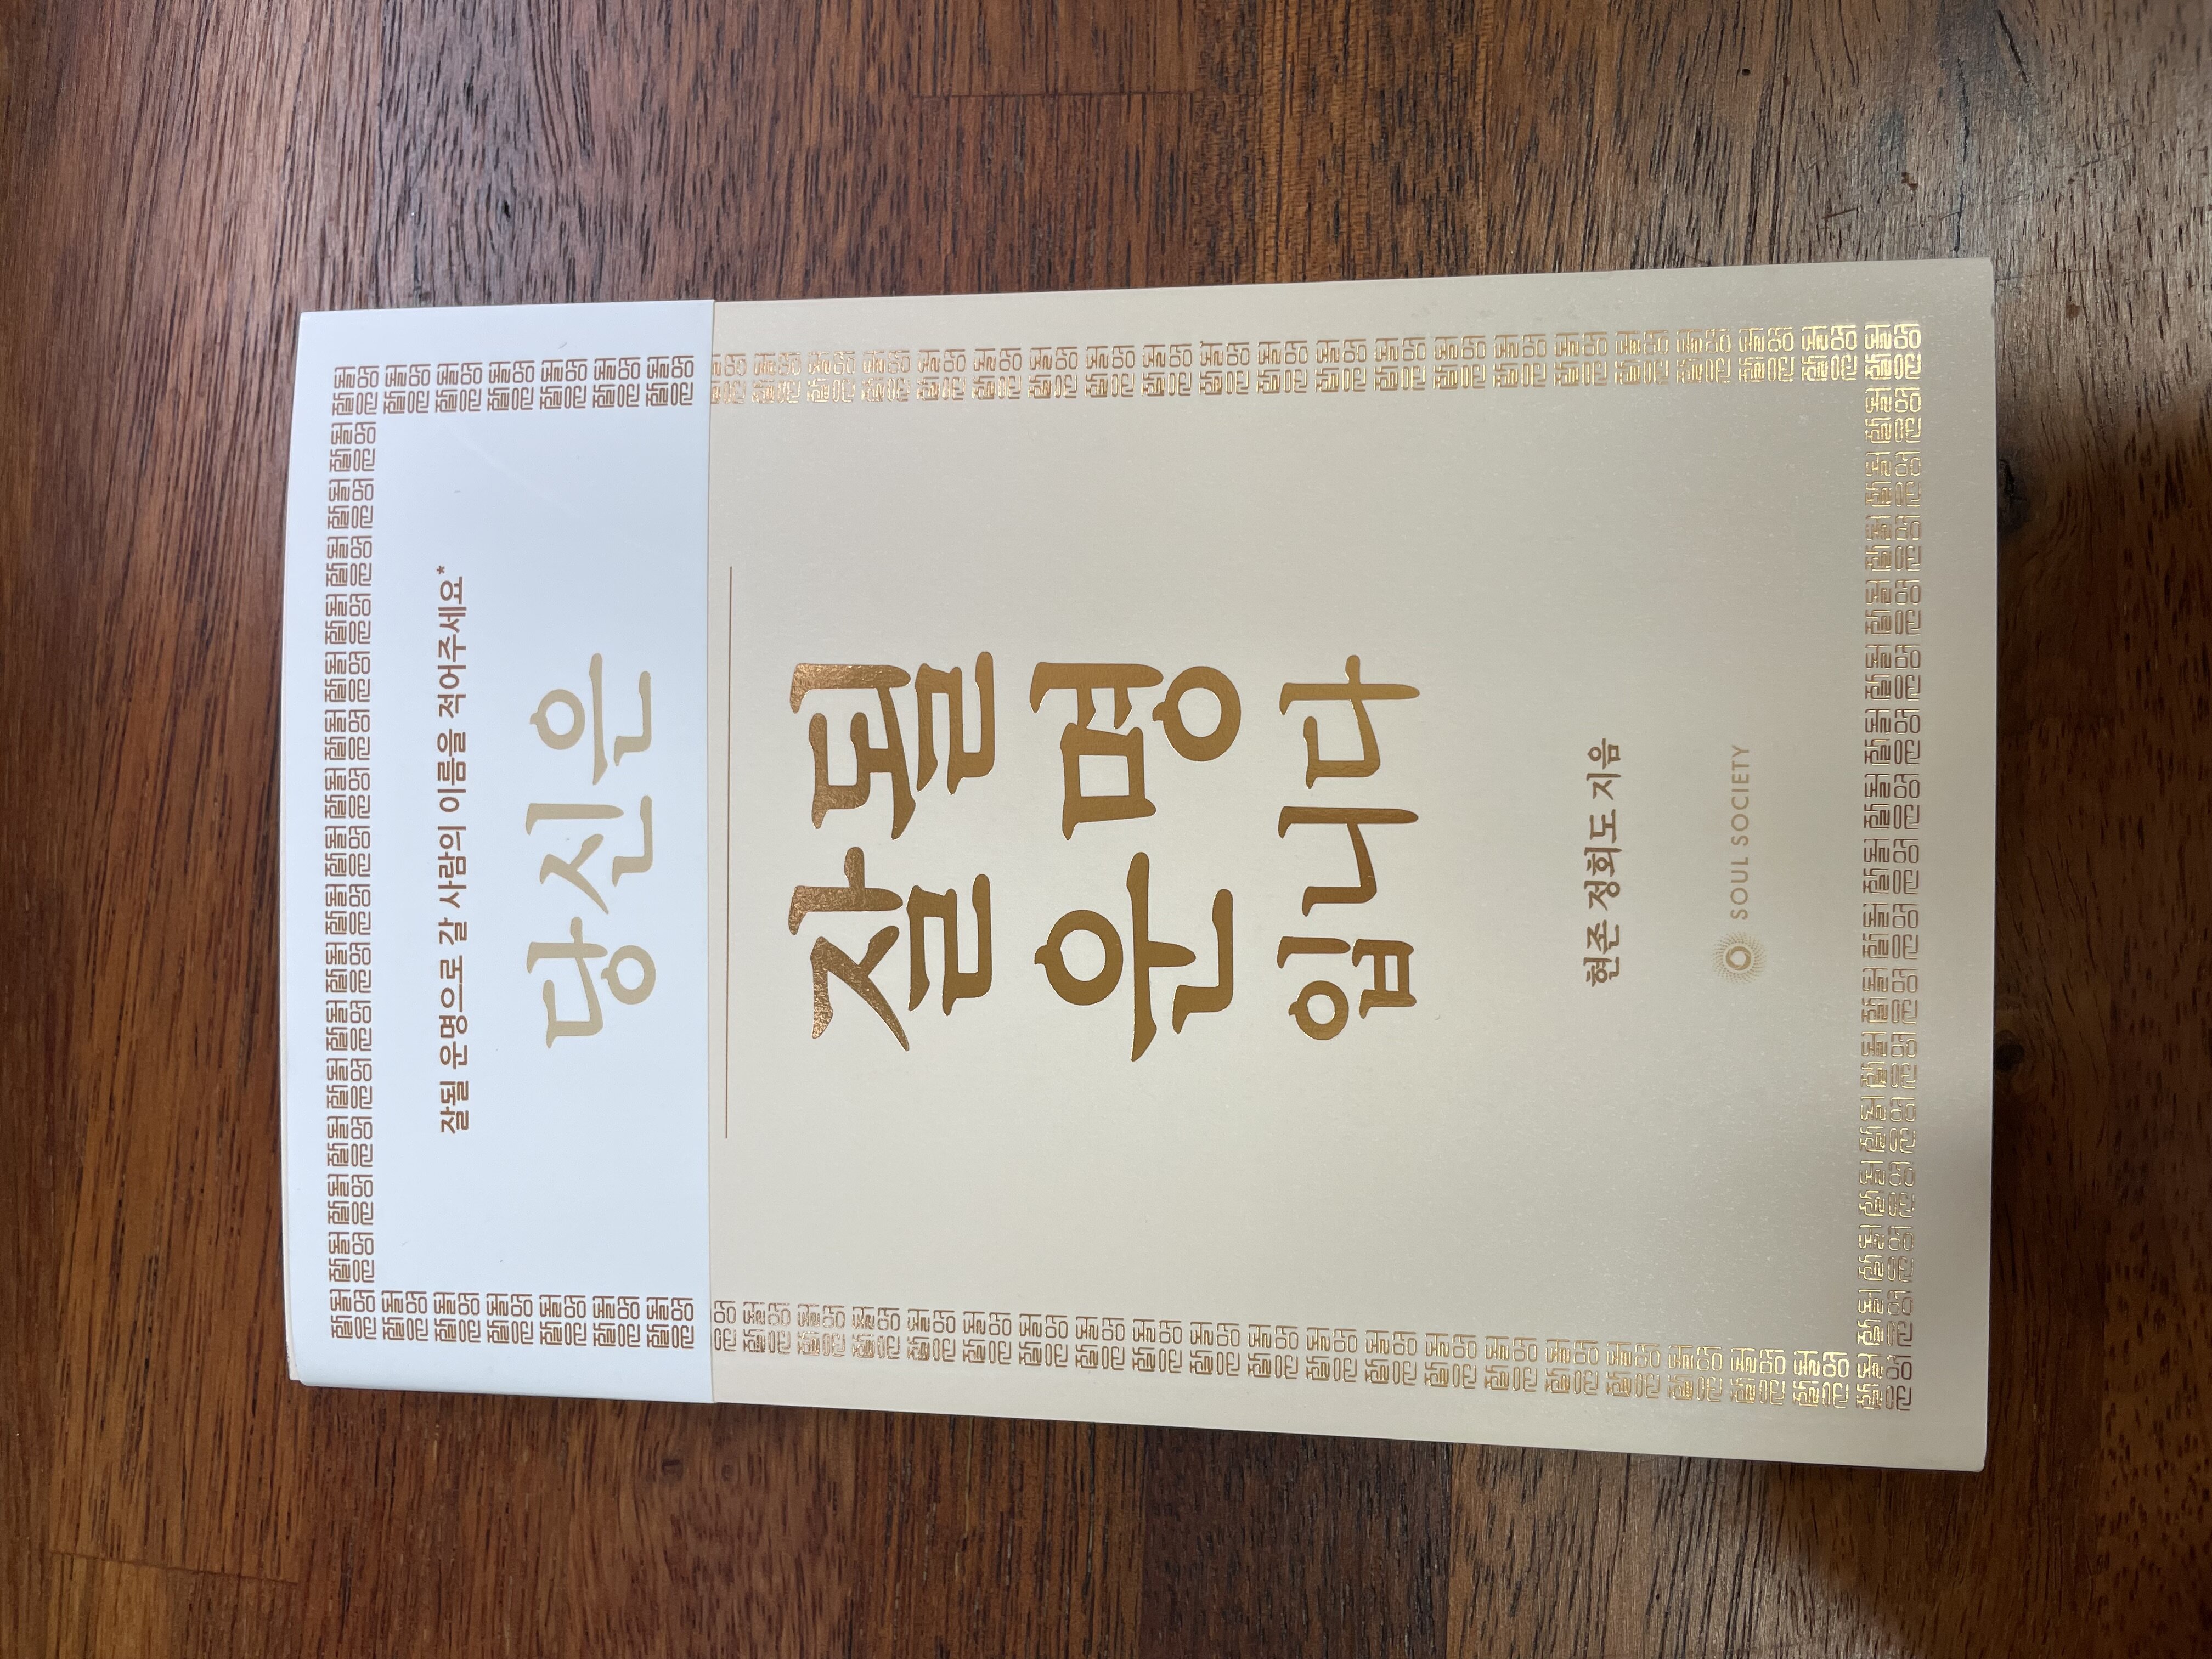 잘될 운명으로 갈 사람의 이름을 적어주세요*
당신은
잘될
운명
입니다
현존 정회도 지음
SOUL SOCIETY